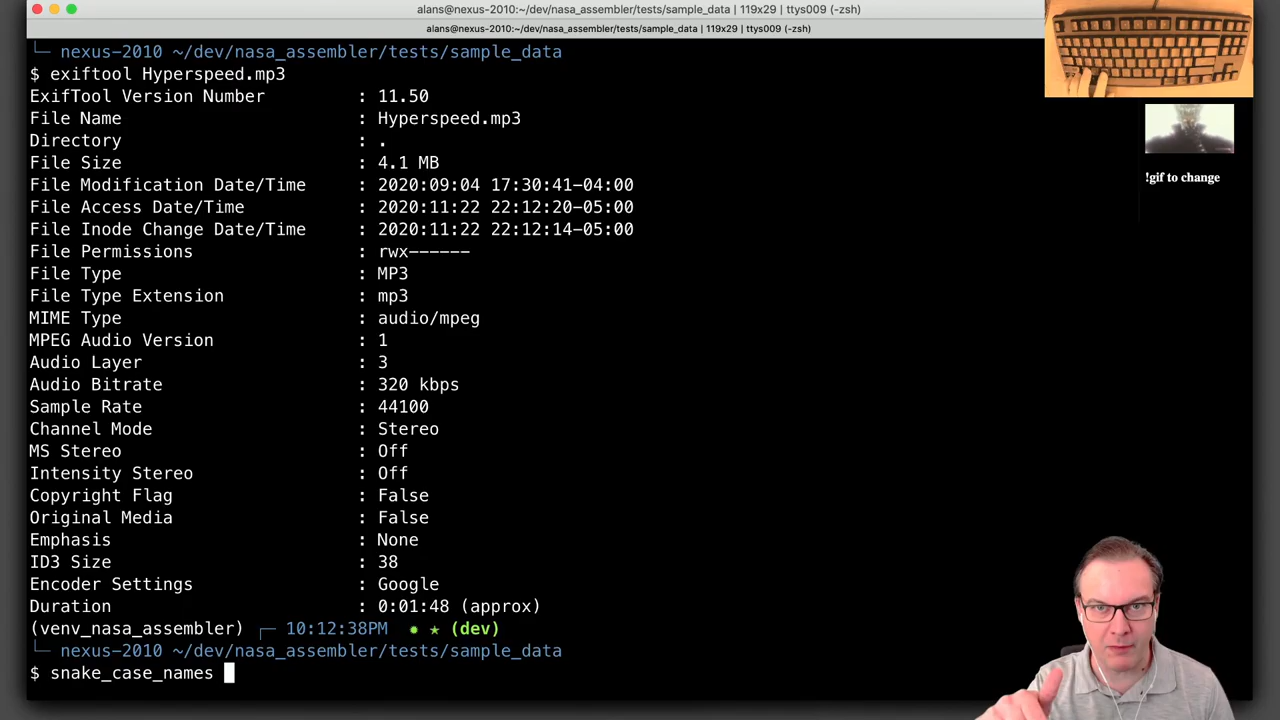 alans@nexus-2010 ~/dev/nasa_assembler/tests/sample_data | 119x29 | ttys009 (-zsh)
alans@nexus-2010:~/dev/nasa_assembler/tests/sample_data | 119x29 | ttys009 (-zsh)
└─ nexus-2010 ~/dev/nasa_assembler/tests/sample_data
$ exiftool Hyperspeed.mp3
ExifTool Version Number : 11.50
File Name : Hyperspeed.mp3
Directory : .
File Size : 4.1 MB
File Modification Date/Time : 2020:09:04 17:30:41-04:00
File Access Date/Time : 2020:11:22 22:12:20-05:00
File Inode Change Date/Time : 2020:11:22 22:12:14-05:00
File Permissions : rwx------
File Type : MP3
File Type Extension : mp3
MIME Type : audio/mpeg
MPEG Audio Version : 1
Audio Layer : 3
Audio Bitrate : 320 kbps
Sample Rate : 44100
Channel Mode : Stereo
MS Stereo : Off
Intensity Stereo : Off
Copyright Flag : False
Original Media : False
Emphasis : None
ID3 Size : 38
Encoder Settings : Google
Duration : 0:01:48 (approx)
(venv_nasa_assembler) ┌─ 10:12:38PM ● ★ (dev)
└─ nexus-2010 ~/dev/nasa_assembler/tests/sample_data
$ snake_case_names
!gif to change